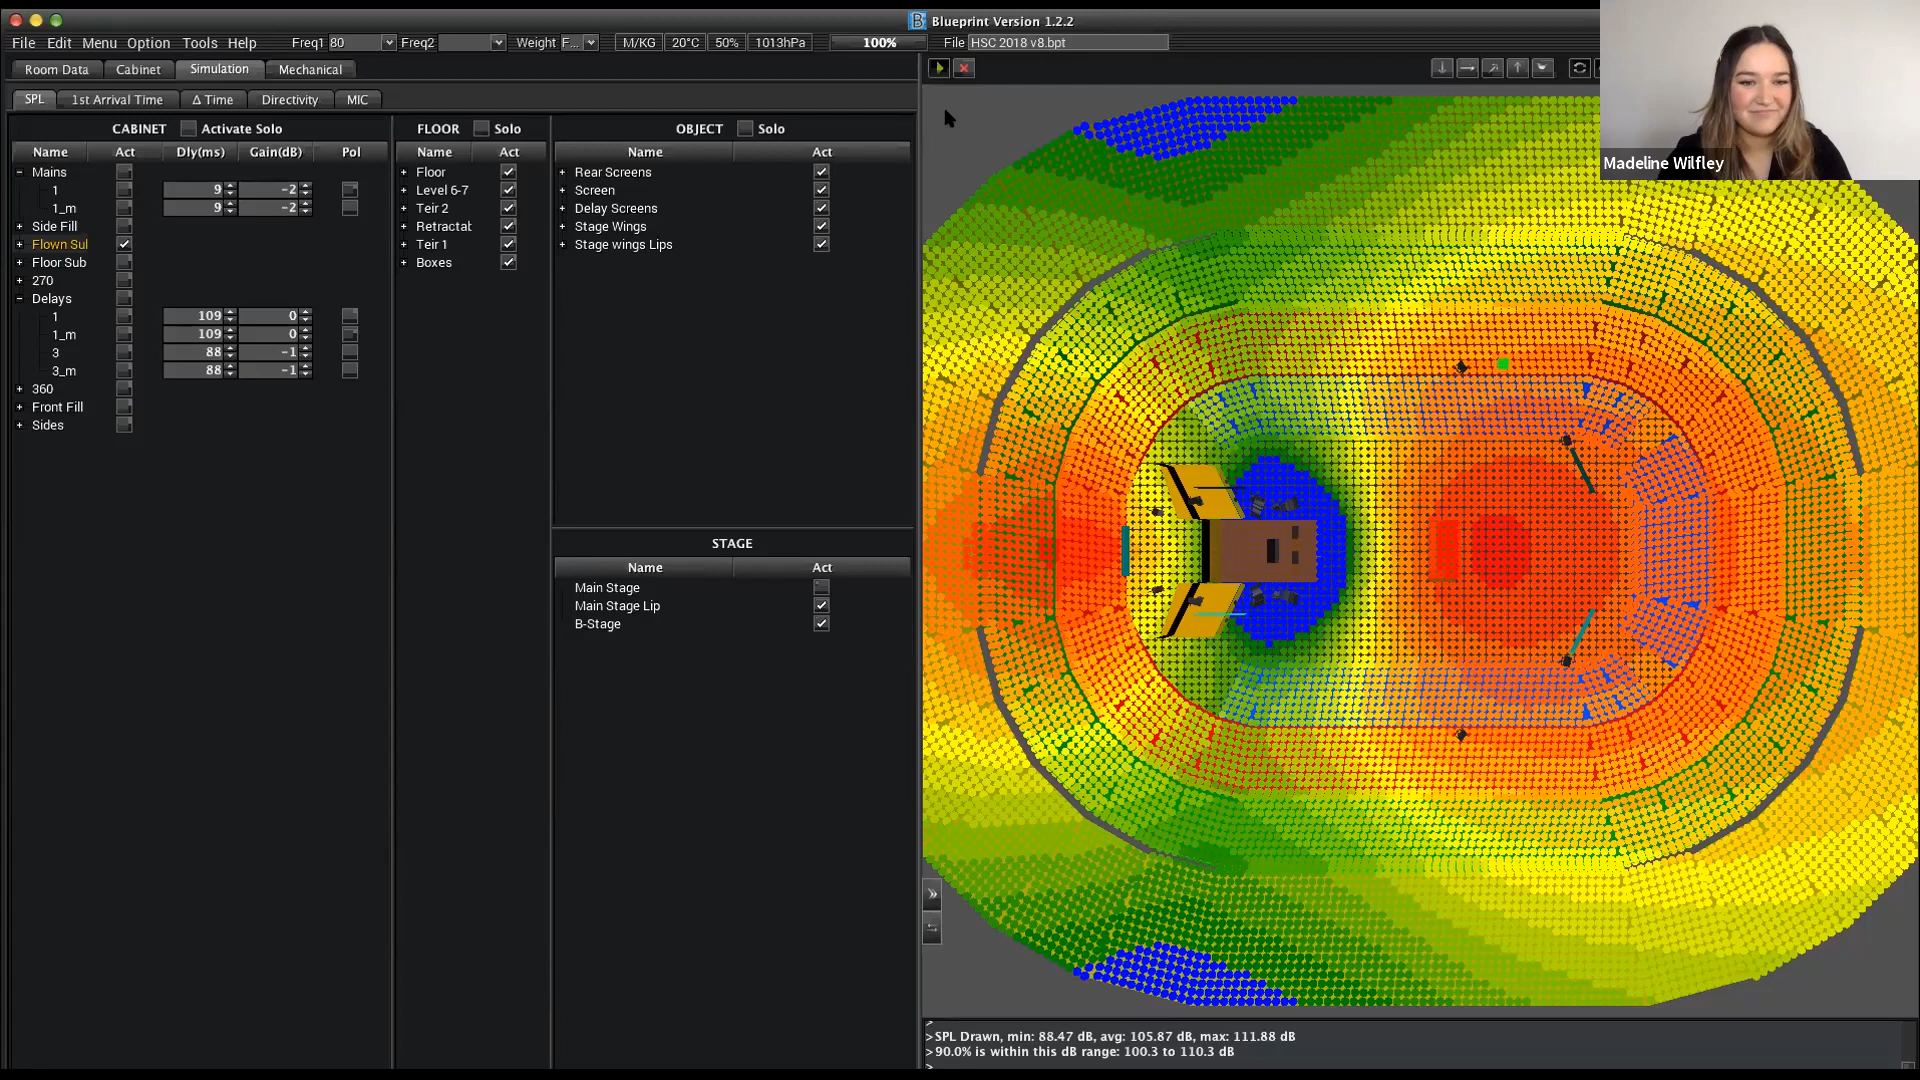 Blueprint Version 1.2.2
File Edit Menu Option Tools Help Freq1 80 Freq2 Weight F... M/KG 20°C 50% 1013hPa 100% File HSC 2018 v8.bpt
Room Data Cabinet Simulation Mechanical
SPL 1st Arrival Time Δ Time Directivity MIC
CABINET Activate Solo
Name Act Dly(ms) Gain(dB) Pol
Mains
1 9 -2
1_m 9 -2
Side Fill
Flown Sul
Floor Sub
270
Delays
1 109 0
1_m 109 0
3 88 -1
3_m 88 -1
360
Front Fill
Sides
FLOOR Solo
Name Act
Floor
Level 6-7
Teir 2
Retractat
Teir 1
Boxes
OBJECT Solo
Name Act
Rear Screens
Screen
Delay Screens
Stage Wings
Stage wings Lips
STAGE
Name Act
Main Stage
Main Stage Lip
B-Stage
Madeline Wilfley
>
>SPL Drawn, min: 88.47 dB, avg: 105.87 dB, max: 111.88 dB
>90.0% is within this dB range: 100.3 to 110.3 dB
>